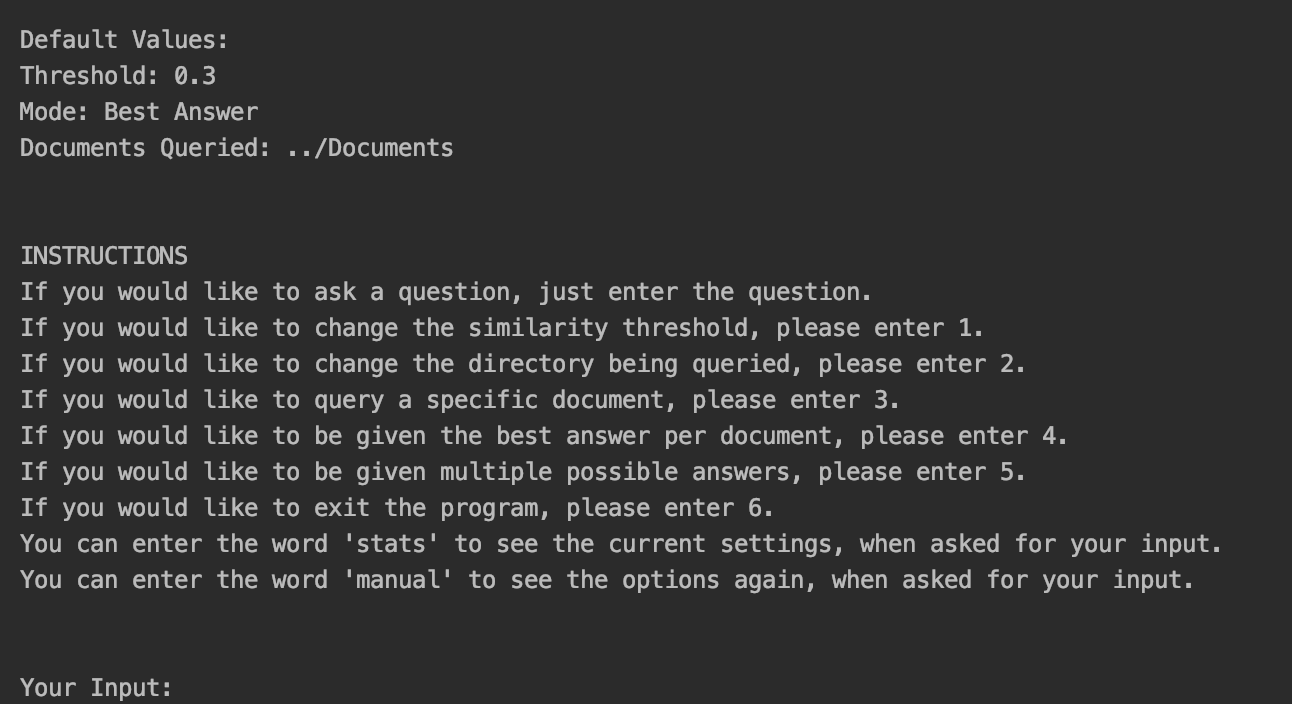 Default Values:
Threshold: 0.3
Mode: Best Answer
Documents Queried: ../Documents
INSTRUCTIONS
If you would like to ask a question, just enter the question.
If you would like to change the similarity threshold, please enter 1.
If you would like to change the directory being queried, please enter 2.
If you would like to query a specific document, please enter 3.
If you would like to be given the best answer per document, please enter 4.
If you would like to be given multiple possible answers, please enter 5.
If you would like to exit the program, please enter 6.
You can enter the word 'stats' to see the current settings, when asked for your input.
You can enter the word 'manual' to see the options again, when asked for your input.
Your Input: